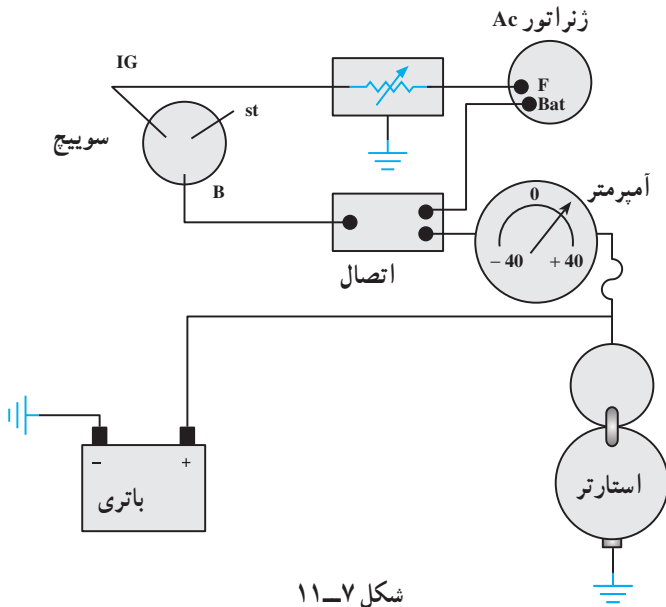 ژنراتور Ac
IG
F
Bat
st
سوییچ
B
آمپرمتر
0
– 40
+ 40
اتصال
–
+
باتری
استارتر
شکل ۷ــ۱۱